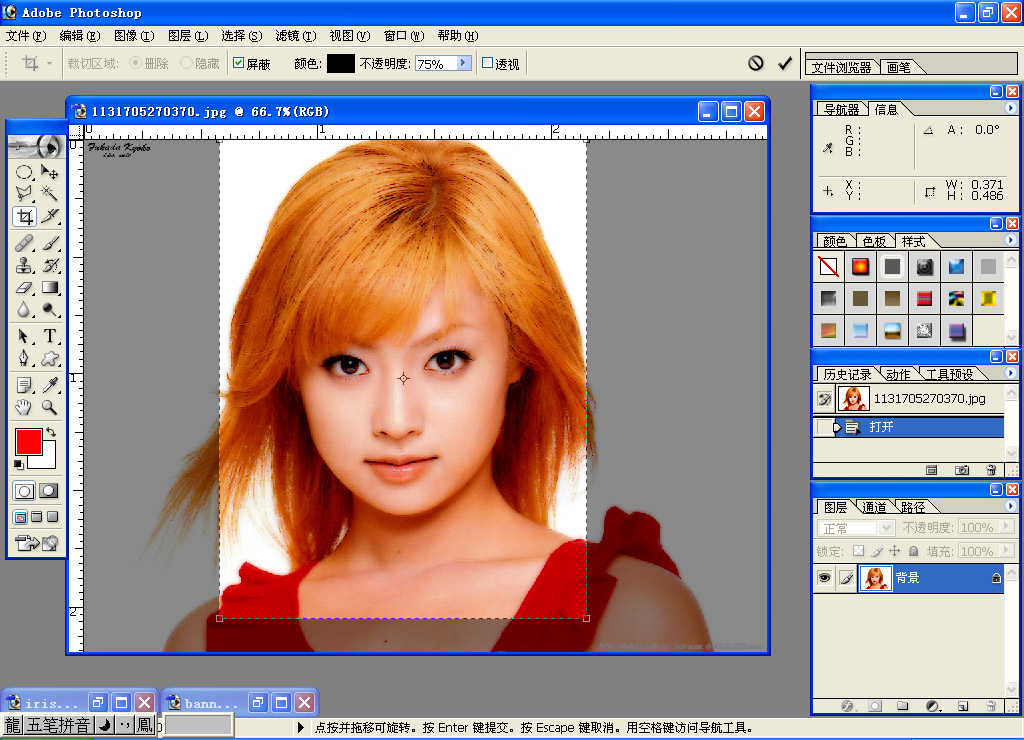 Adobe Photoshop
文件(F) 编辑(E) 图像(I) 图层(L) 选择(S) 滤镜(T) 视图(V) 窗口(W) 帮助(H)
裁切区域: 删除 隐藏 屏蔽 颜色: 不透明度: 75% 透视
文件浏览器 画笔
1131705270370.jpg @ 66.7%(RGB)
0 1 2
0
1
2
Fukada Kyoko
导航器 信息
R: A: 0.0°
G:
B:
X: W: 0.371
Y: H: 0.486
颜色 色板 样式
历史记录 动作 工具预设
1131705270370.jpg
打开
图层 通道 路径
正常 不透明度: 100%
锁定: 填充: 100%
背景
T
iris... bann...
龍 五笔拼音 鳳
点按并拖移可旋转。按 Enter 键提交。按 Escape 键取消。用空格键访问导航工具。